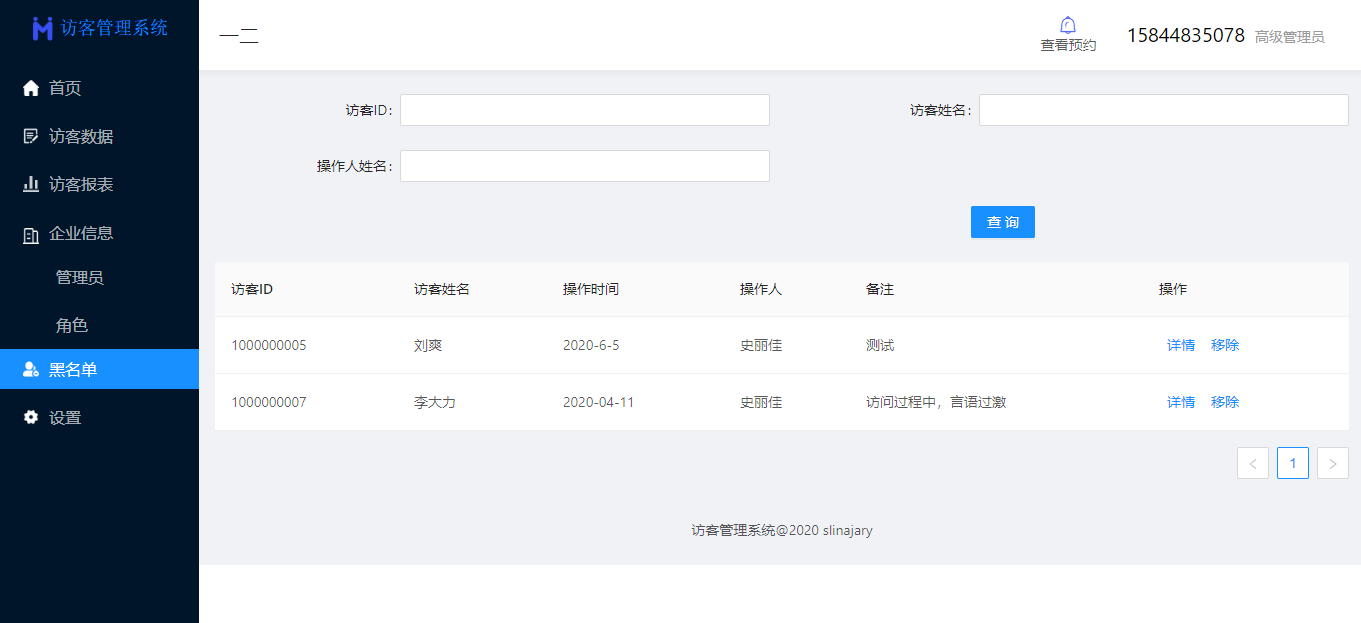 访客管理系统
首页
访客数据
访客报表
企业信息
管理员
角色
黑名单
设置
查看预约
15844835078 高级管理员
访客ID: 访客姓名:
操作人姓名:
查 询
访客ID 访客姓名 操作时间 操作人 备注 操作
1000000005 刘爽 2020-6-5 史丽佳 测试 详情 移除
1000000007 李大力 2020-04-11 史丽佳 访问过程中，言语过激 详情 移除
< 1 >
访客管理系统@2020 slinajary